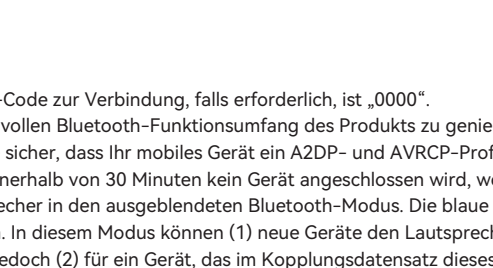 -Code zur Verbindung, falls erforderlich, ist „0000“.
vollen Bluetooth-Funktionsumfang des Produkts zu genie
sicher, dass Ihr mobiles Gerät ein A2DP- und AVRCP-Prof
nerhalb von 30 Minuten kein Gerät angeschlossen wird, we
echer in den ausgeblendeten Bluetooth-Modus. Die blaue
. In diesem Modus können (1) neue Geräte den Lautsprech
edoch (2) für ein Gerät, das im Kopplungsdatensatz dieses